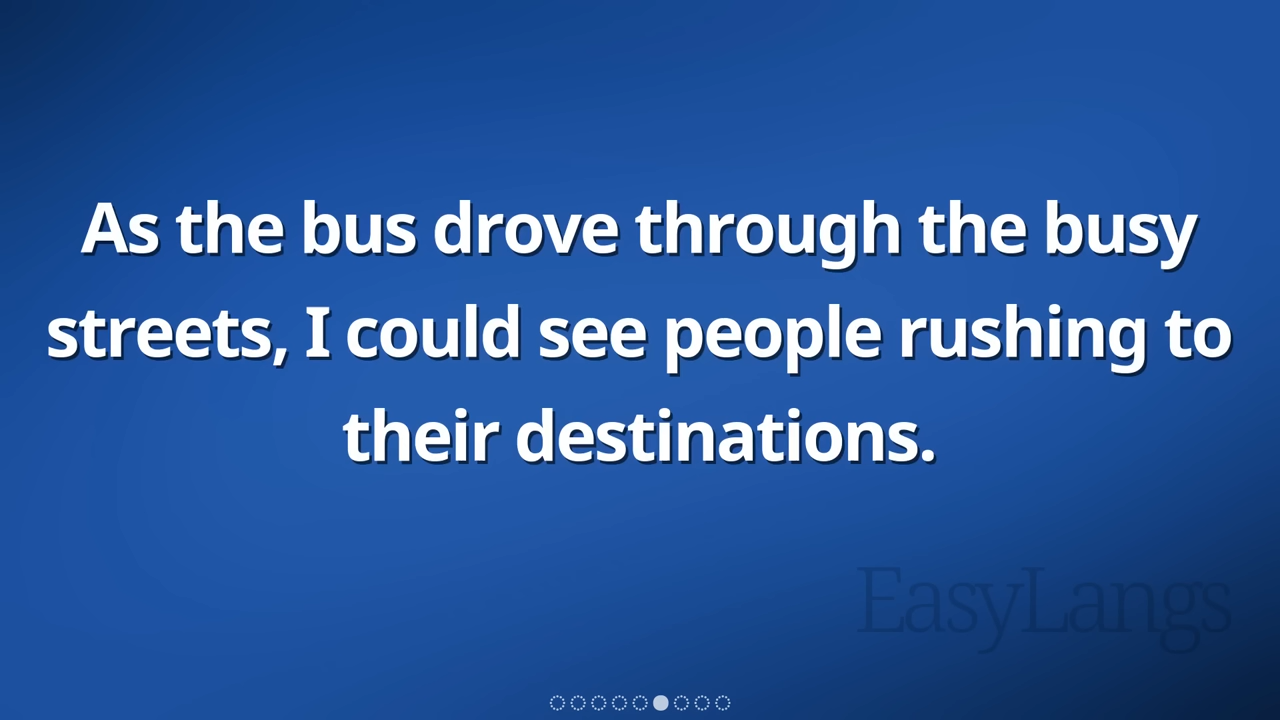 As the bus drove through the busy
streets, I could see people rushing to
their destinations.
EasyLangs